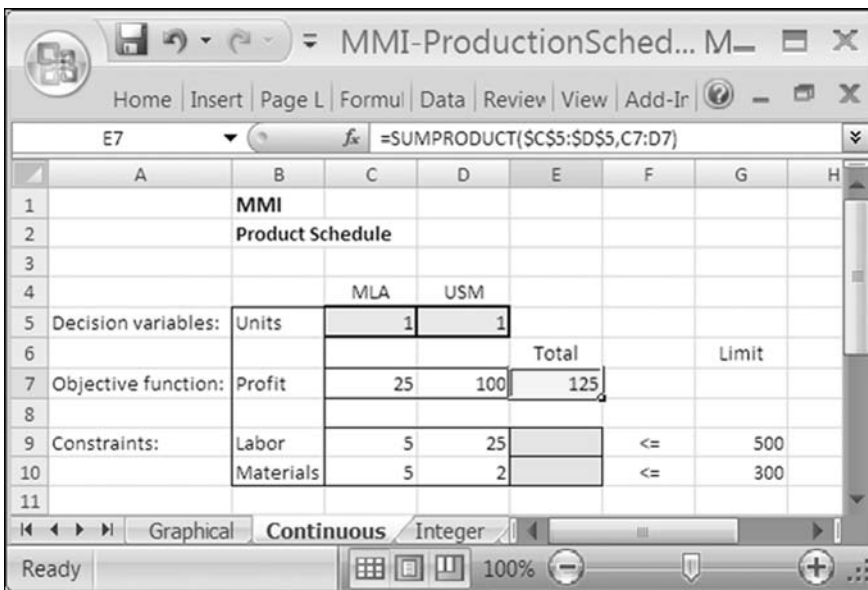 MMI-ProductionSched... M
Home Insert Page L Formul Data Review View Add-In
E7 fx =SUMPRODUCT($C$5:$D$5,C7:D7)
A B C D E F G H
1 MMI
2 Product Schedule
3
4 MLA USM
5 Decision variables: Units 1 1
6 Total Limit
7 Objective function: Profit 25 100 125
8
9 Constraints: Labor 5 25 <= 500
10 Materials 5 2 <= 300
11
Graphical Continuous Integer
Ready 100%